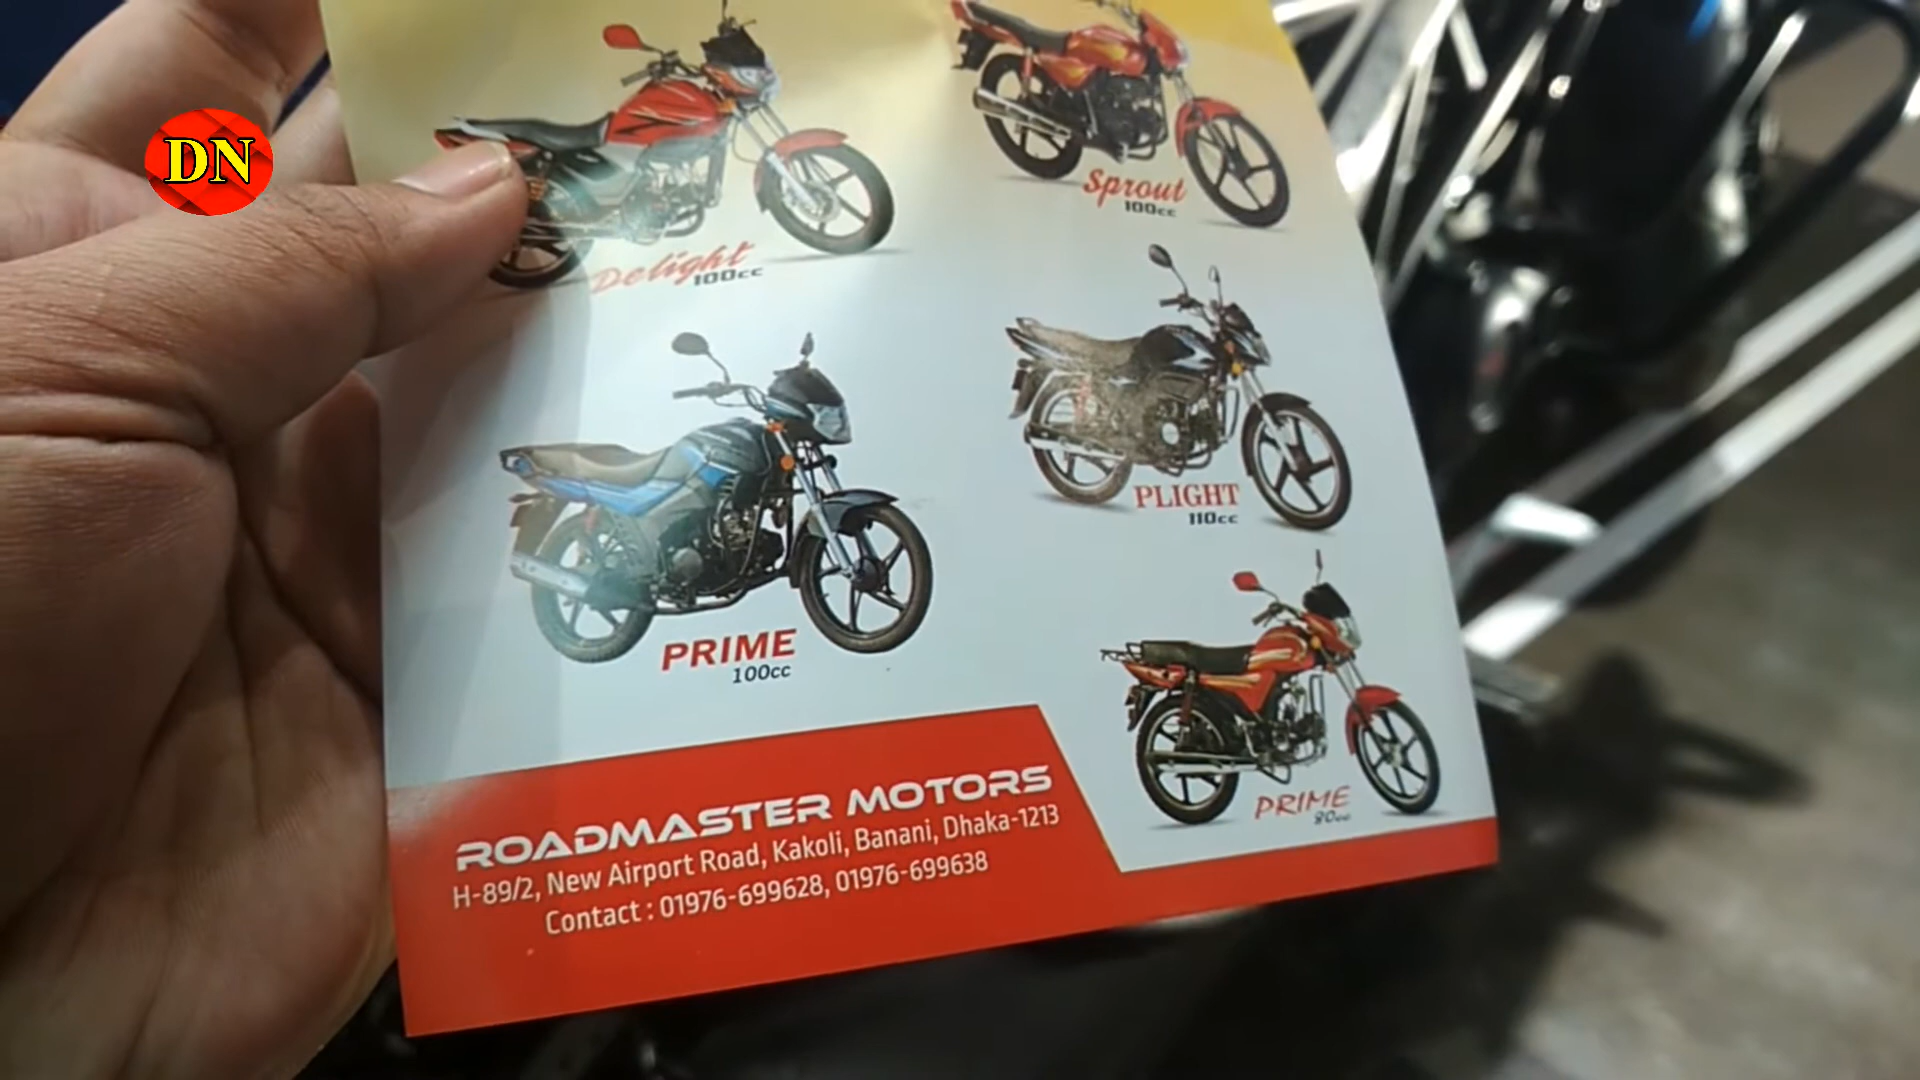 DN
Delight
100cc
Sprout
100cc
PRIME
100cc
PLIGHT
110cc
PRIME
80cc
ROADMASTER MOTORS
H-89/2, New Airport Road, Kakoli, Banani, Dhaka-1213
Contact : 01976-699628, 01976-699638